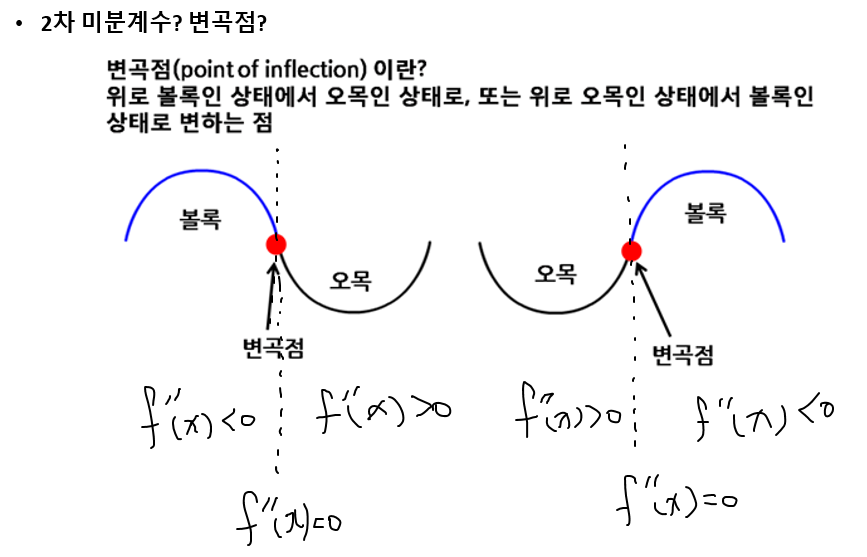 • 2차 미분계수? 변곡점?
변곡점(point of inflection) 이란?
위로 볼록인 상태에서 오목인 상태로, 또는 위로 오목인 상태에서 볼록인
상태로 변하는 점
볼록
오목
변곡점
오목
볼록
변곡점
f''(x)<0
f''(x)>0
f''(x)>0
f''(x)<0
f''(x)=0
f''(x)=0